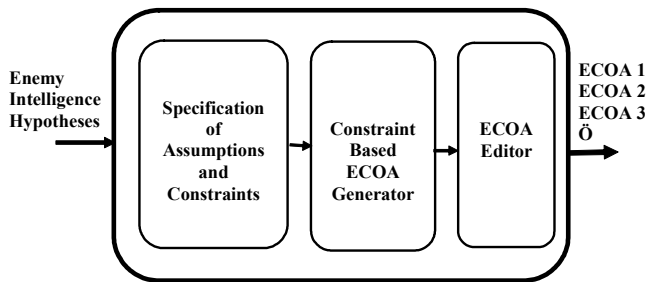 Enemy
Intelligence
Hypotheses
Specification
of
Assumptions
and
Constraints
Constraint
Based
ECOA
Generator
ECOA
Editor
ECOA 1
ECOA 2
ECOA 3
Ö